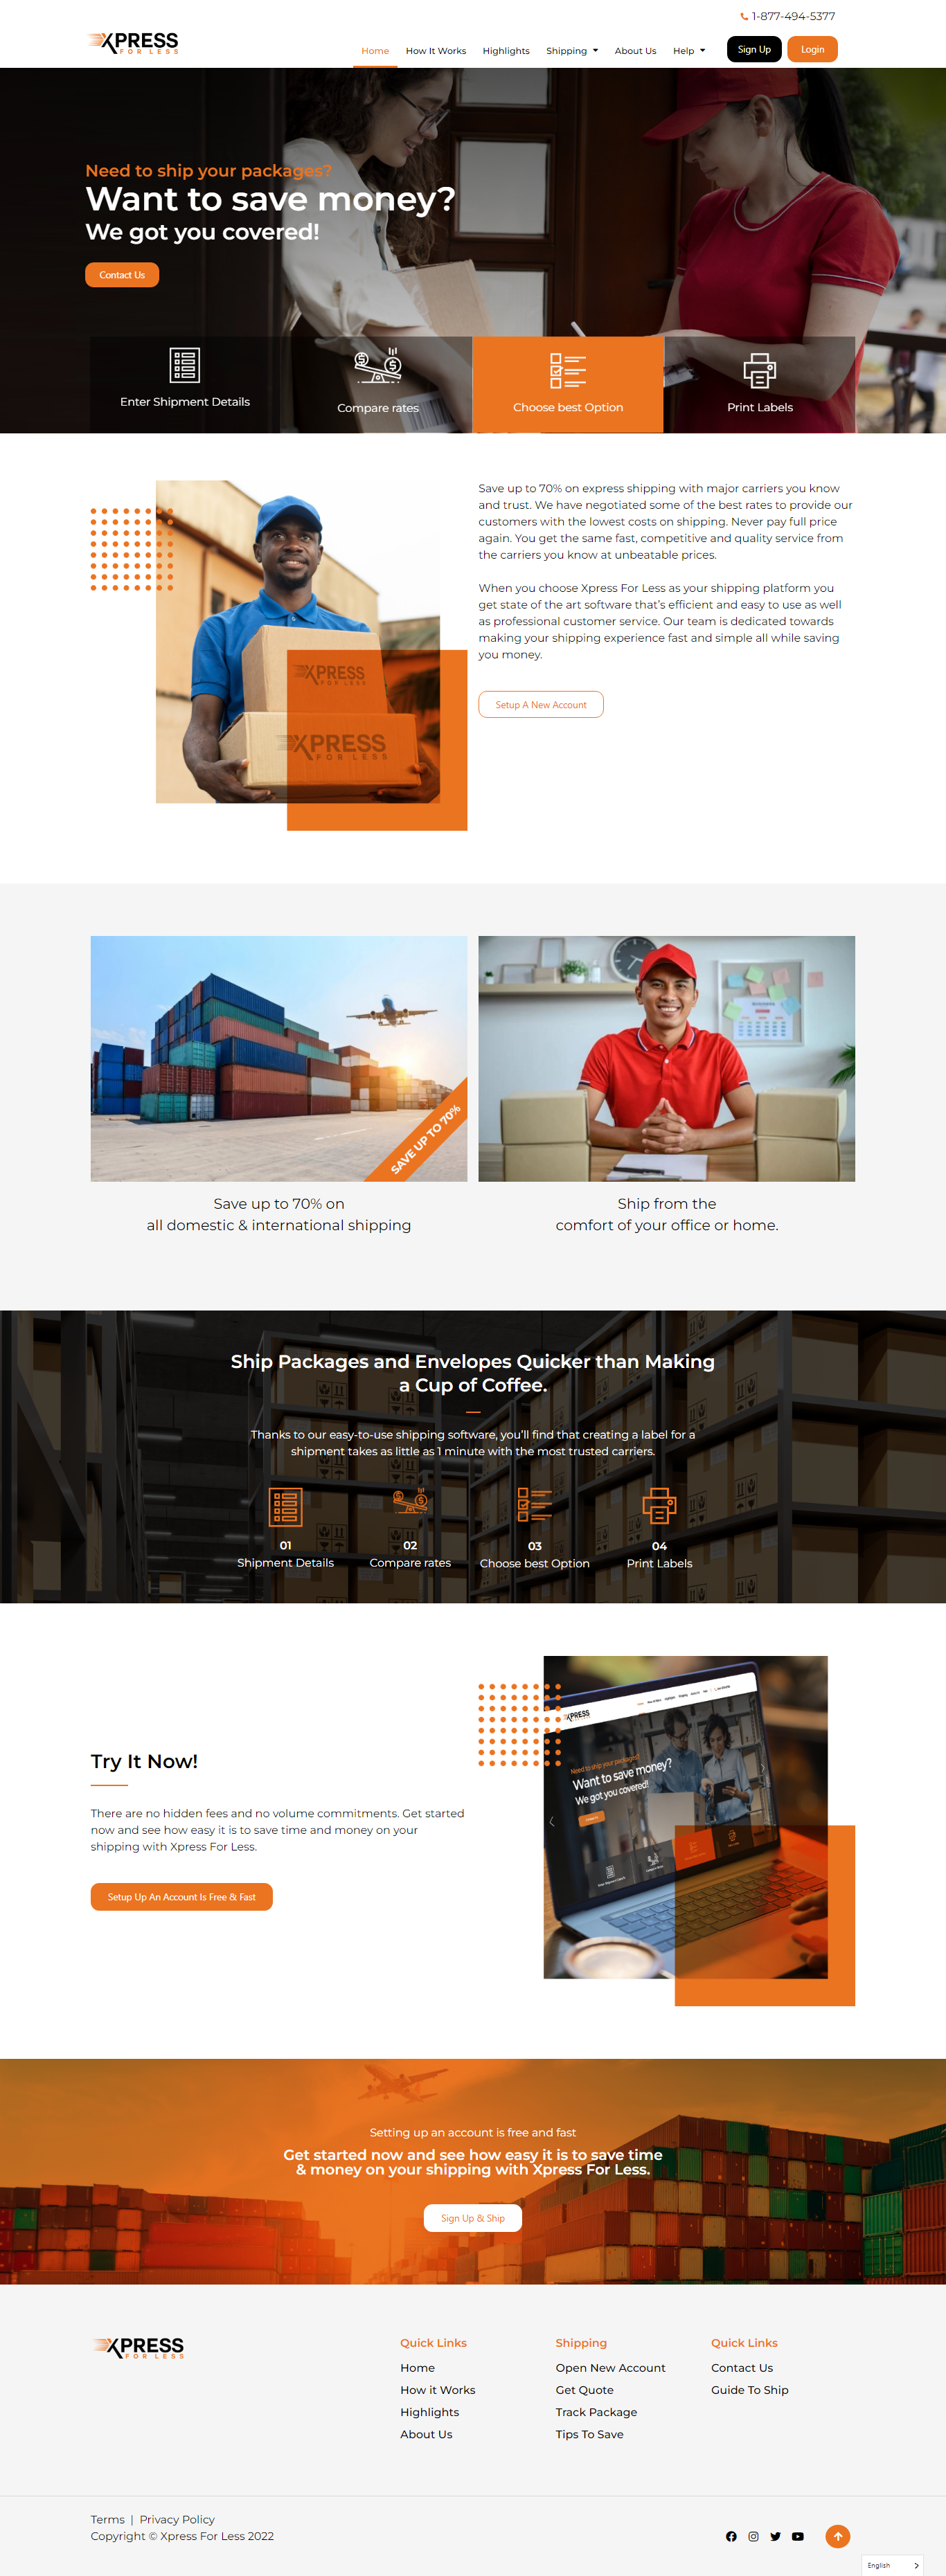 1-877-494-5377
XPRESS
FOR LESS
Home How It Works Highlights Shipping About Us Help Sign Up Login
Need to ship your packages?
Want to save money?
We got you covered!
Contact Us
Enter Shipment Details
Compare rates
Choose best Option
Print Labels
Save up to 70% on express shipping with major carriers you know
and trust. We have negotiated some of the best rates to provide our
customers with the lowest costs on shipping. Never pay full price
again. You get the same fast, competitive and quality service from
the carriers you know at unbeatable prices.
When you choose Xpress For Less as your shipping platform you
get state of the art software that's efficient and easy to use as well
as professional customer service. Our team is dedicated towards
making your shipping experience fast and simple all while saving
you money.
Setup A New Account
XPRESS
FOR LESS
XPRESS
FOR LESS
SAVE UP TO 70%
Save up to 70% on
all domestic & international shipping
Ship from the
comfort of your office or home.
Ship Packages and Envelopes Quicker than Making
a Cup of Coffee.
Thanks to our easy-to-use shipping software, you'll find that creating a label for a
shipment takes as little as 1 minute with the most trusted carriers.
01
Shipment Details
02
Compare rates
03
Choose best Option
04
Print Labels
Try It Now!
There are no hidden fees and no volume commitments. Get started
now and see how easy it is to save time and money on your
shipping with Xpress For Less.
Setup Up An Account Is Free & Fast
XPRESS
Need to ship your packages?
Want to save money?
We got you covered!
Setting up an account is free and fast
Get started now and see how easy it is to save time
& money on your shipping with Xpress For Less.
Sign Up & Ship
XPRESS
FOR LESS
Quick Links
Home
How it Works
Highlights
About Us
Shipping
Open New Account
Get Quote
Track Package
Tips To Save
Quick Links
Contact Us
Guide To Ship
Terms | Privacy Policy
Copyright © Xpress For Less 2022
English